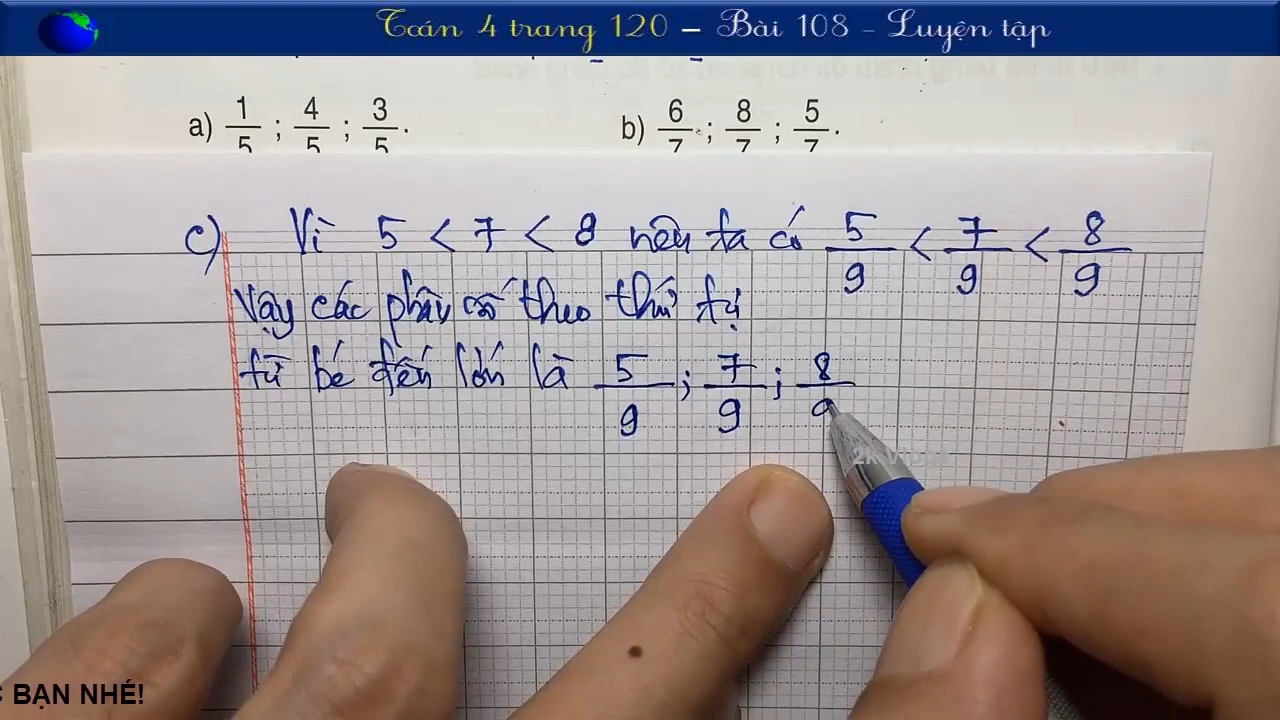 Toán 4 trang 120 – Bài 108 - Luyện tập
a) 1/5 ; 4/5 ; 3/5. b) 6/7 ; 8/7 ; 5/7.
c) Vì 5 < 7 < 8 nên ta có 5/9 < 7/9 < 8/9
Vậy các phân số theo thứ tự
từ bé đến lớn là 5/9 ; 7/9 ; 8/9
2K Vlogs
C BẠN NHÉ!